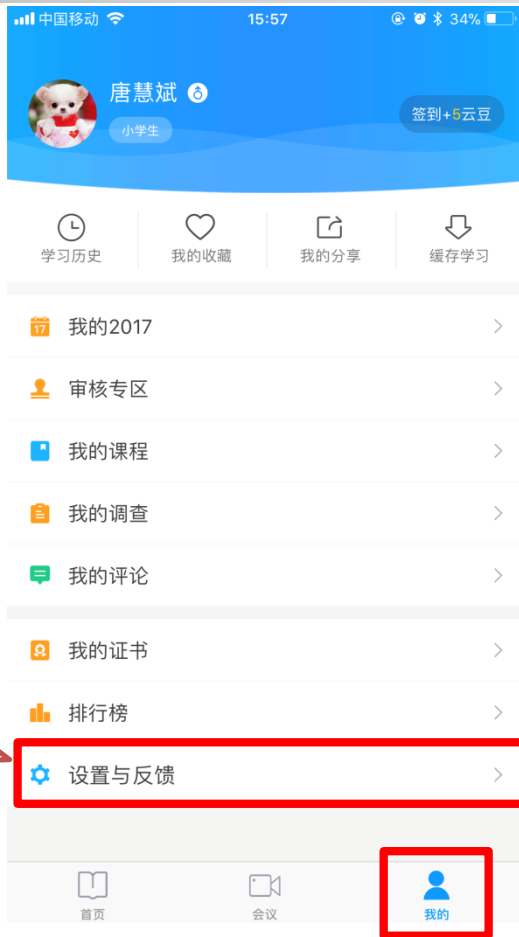 中国移动 15:57 34%
唐慧斌
小学生
签到+5云豆
学习历史 我的收藏 我的分享 缓存学习
17 我的2017
审核专区
我的课程
我的调查
我的评论
我的证书
排行榜
设置与反馈
首页 会议 我的